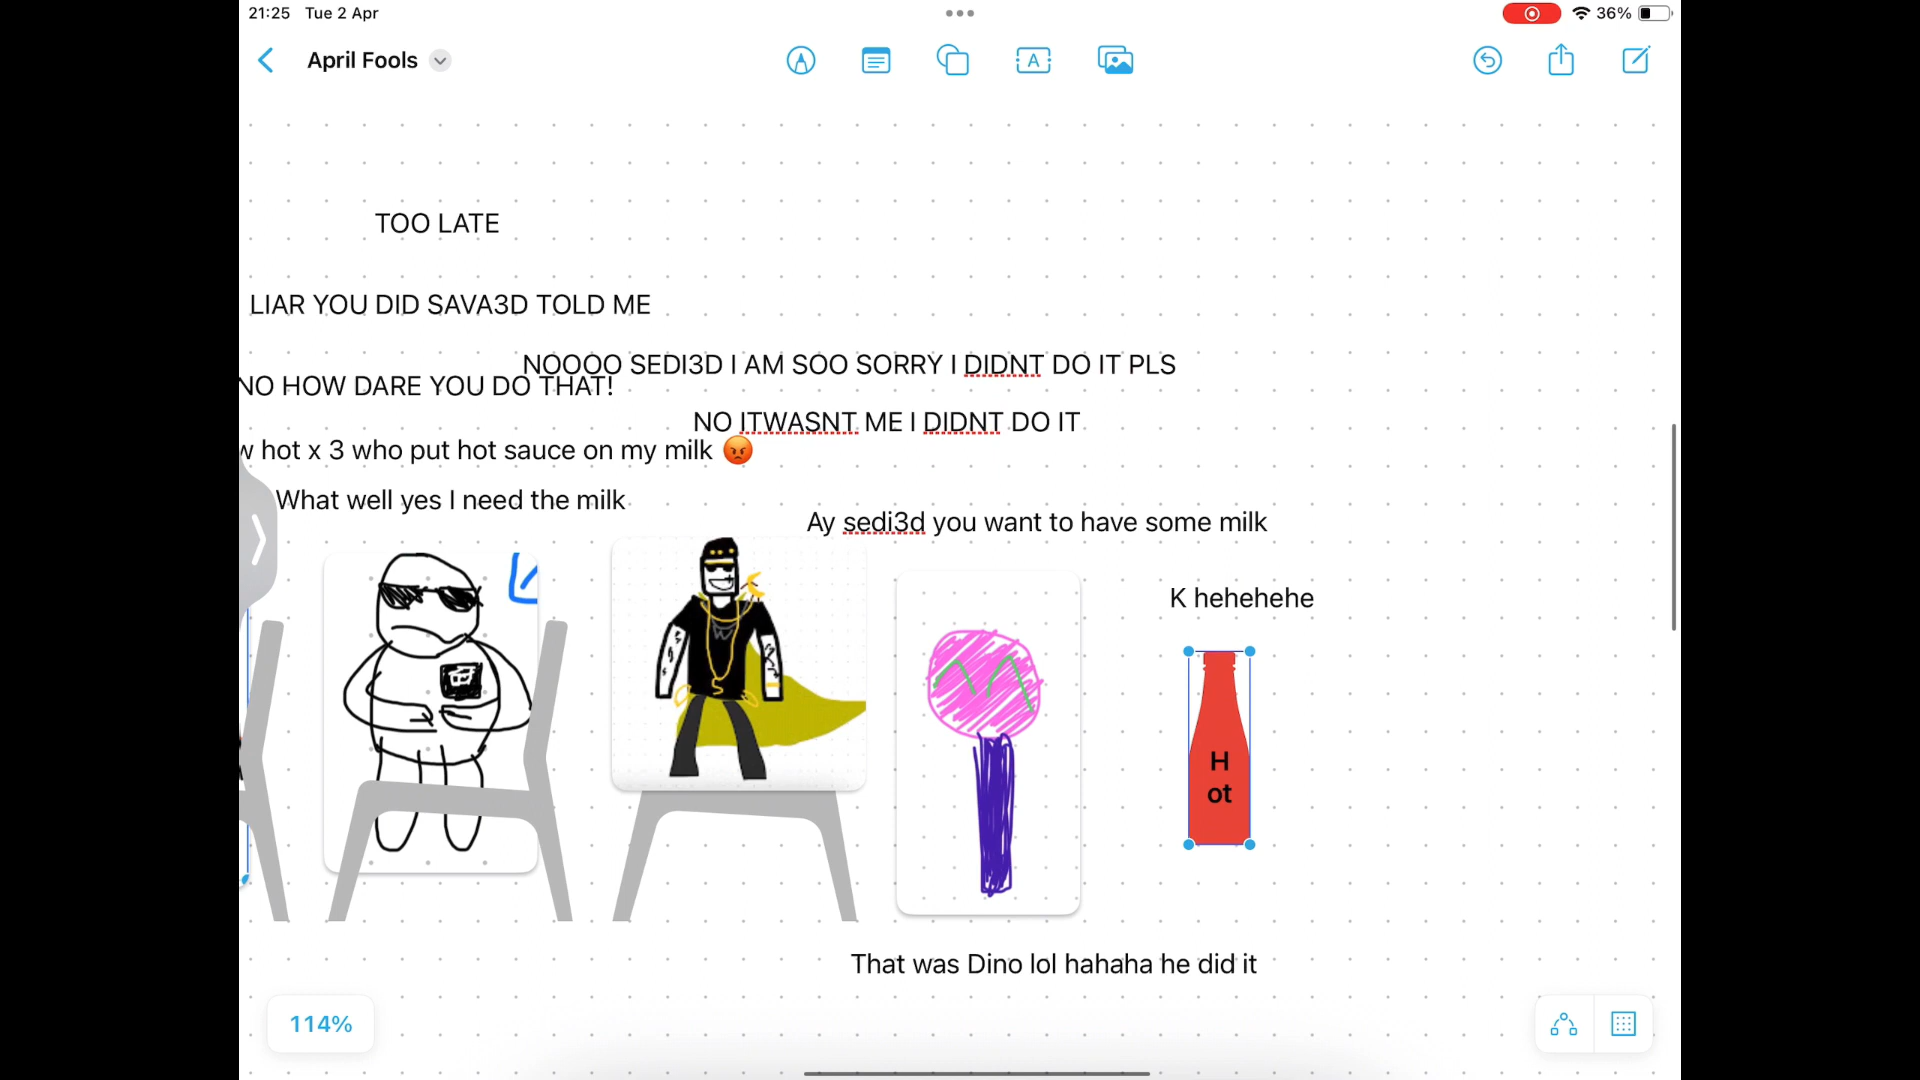 21:25 Tue 2 Apr
36%
April Fools
A
TOO LATE
LIAR YOU DID SAVA3D TOLD ME
NOOOO SEDI3D I AM SOO SORRY I DIDNT DO IT PLS
NO HOW DARE YOU DO THAT!
NO ITWASNT ME I DIDNT DO IT
w hot x 3 who put hot sauce on my milk 😡
What well yes I need the milk
Ay sedi3d you want to have some milk
K hehehehe
H
ot
That was Dino lol hahaha he did it
114%